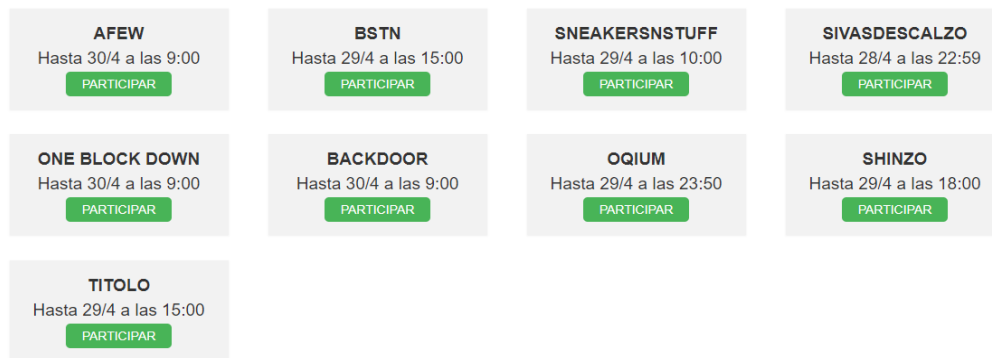 AFEW
Hasta 30/4 a las 9:00
PARTICIPAR
BSTN
Hasta 29/4 a las 15:00
PARTICIPAR
SNEAKERSNSTUFF
Hasta 29/4 a las 10:00
PARTICIPAR
SIVASDESCALZO
Hasta 28/4 a las 22:59
PARTICIPAR
ONE BLOCK DOWN
Hasta 30/4 a las 9:00
PARTICIPAR
BACKDOOR
Hasta 30/4 a las 9:00
PARTICIPAR
OQIUM
Hasta 29/4 a las 23:50
PARTICIPAR
SHINZO
Hasta 29/4 a las 18:00
PARTICIPAR
TITOLO
Hasta 29/4 a las 15:00
PARTICIPAR